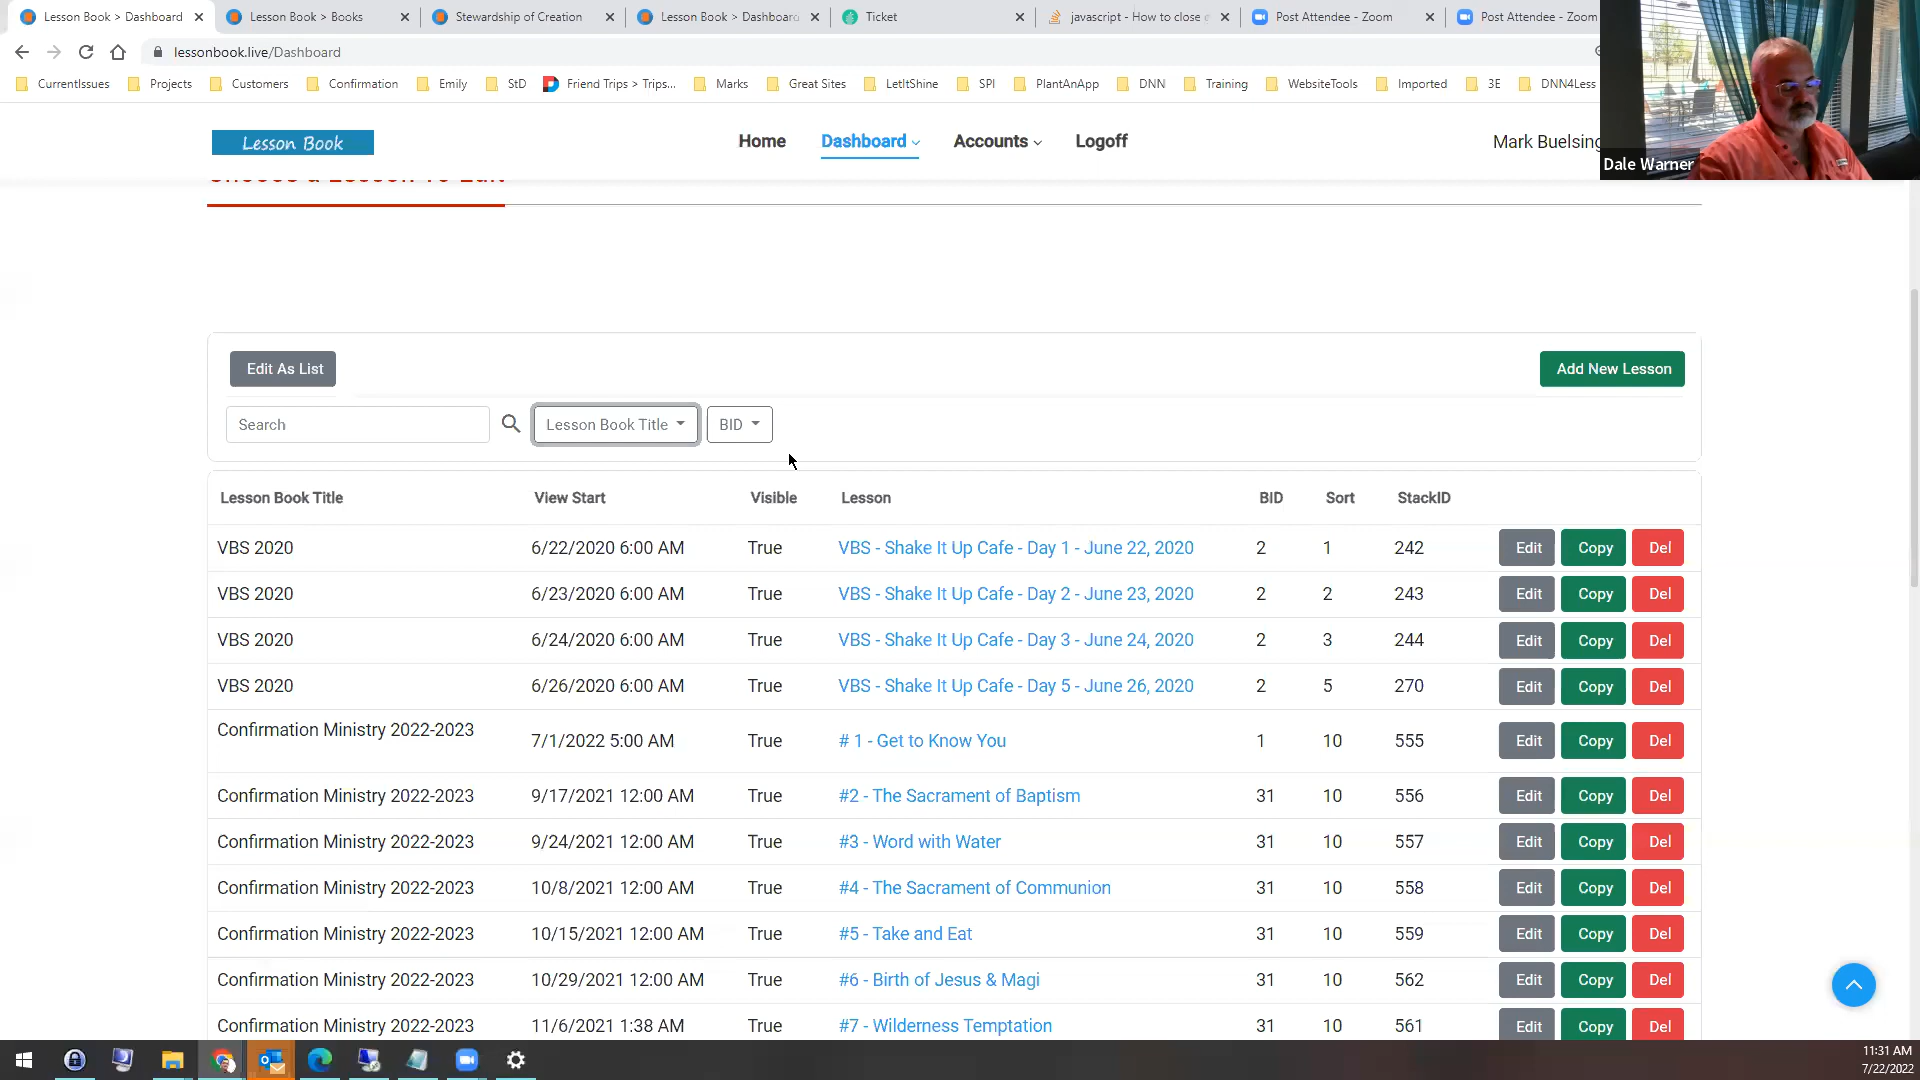 Lesson Book > Dashboard
Lesson Book > Books
Stewardship of Creation
Lesson Book > Dashboard
Ticket
javascript - How to close
Post Attendee - Zoom
Post Attendee - Zoom
lessonbook.live/Dashboard
CurrentIssues
Projects
Customers
Confirmation
Emily
StD
Friend Trips > Trips...
Marks
Great Sites
LetItShine
SPI
PlantAnApp
DNN
Training
WebsiteTools
Imported
3E
DNN4Less
Lesson Book
Home
Dashboard
Accounts
Logoff
Mark Buelsing
Dale Warner
Choose a Lesson To Edit
Edit As List
Add New Lesson
Search
Lesson Book Title
BID
Lesson Book Title View Start Visible Lesson BID Sort StackID
VBS 2020 6/22/2020 6:00 AM True VBS - Shake It Up Cafe - Day 1 - June 22, 2020 2 1 242 Edit Copy Del
VBS 2020 6/23/2020 6:00 AM True VBS - Shake It Up Cafe - Day 2 - June 23, 2020 2 2 243 Edit Copy Del
VBS 2020 6/24/2020 6:00 AM True VBS - Shake It Up Cafe - Day 3 - June 24, 2020 2 3 244 Edit Copy Del
VBS 2020 6/26/2020 6:00 AM True VBS - Shake It Up Cafe - Day 5 - June 26, 2020 2 5 270 Edit Copy Del
Confirmation Ministry 2022-2023 7/1/2022 5:00 AM True # 1 - Get to Know You 1 10 555 Edit Copy Del
Confirmation Ministry 2022-2023 9/17/2021 12:00 AM True #2 - The Sacrament of Baptism 31 10 556 Edit Copy Del
Confirmation Ministry 2022-2023 9/24/2021 12:00 AM True #3 - Word with Water 31 10 557 Edit Copy Del
Confirmation Ministry 2022-2023 10/8/2021 12:00 AM True #4 - The Sacrament of Communion 31 10 558 Edit Copy Del
Confirmation Ministry 2022-2023 10/15/2021 12:00 AM True #5 - Take and Eat 31 10 559 Edit Copy Del
Confirmation Ministry 2022-2023 10/29/2021 12:00 AM True #6 - Birth of Jesus & Magi 31 10 562 Edit Copy Del
Confirmation Ministry 2022-2023 11/6/2021 1:38 AM True #7 - Wilderness Temptation 31 10 561 Edit Copy Del
11:31 AM
7/22/2022